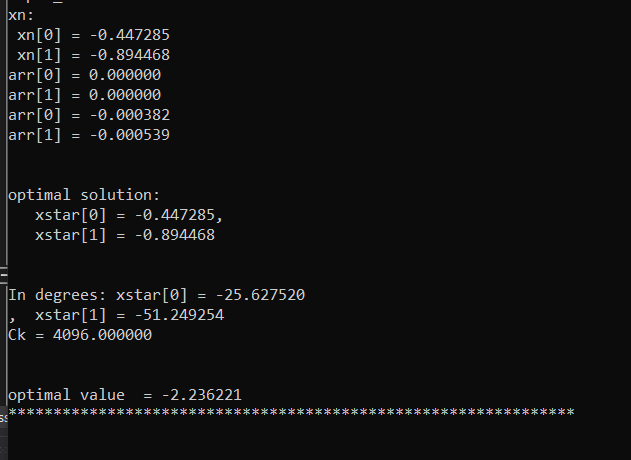 xn:
xn[0] = -0.447285
xn[1] = -0.894468
arr[0] = 0.000000
arr[1] = 0.000000
arr[0] = -0.000382
arr[1] = -0.000539
optimal solution:
xstar[0] = -0.447285,
xstar[1] = -0.894468
In degrees: xstar[0] = -25.627520
, xstar[1] = -51.249254
Ck = 4096.000000
optimal value = -2.236221
***************************************************************